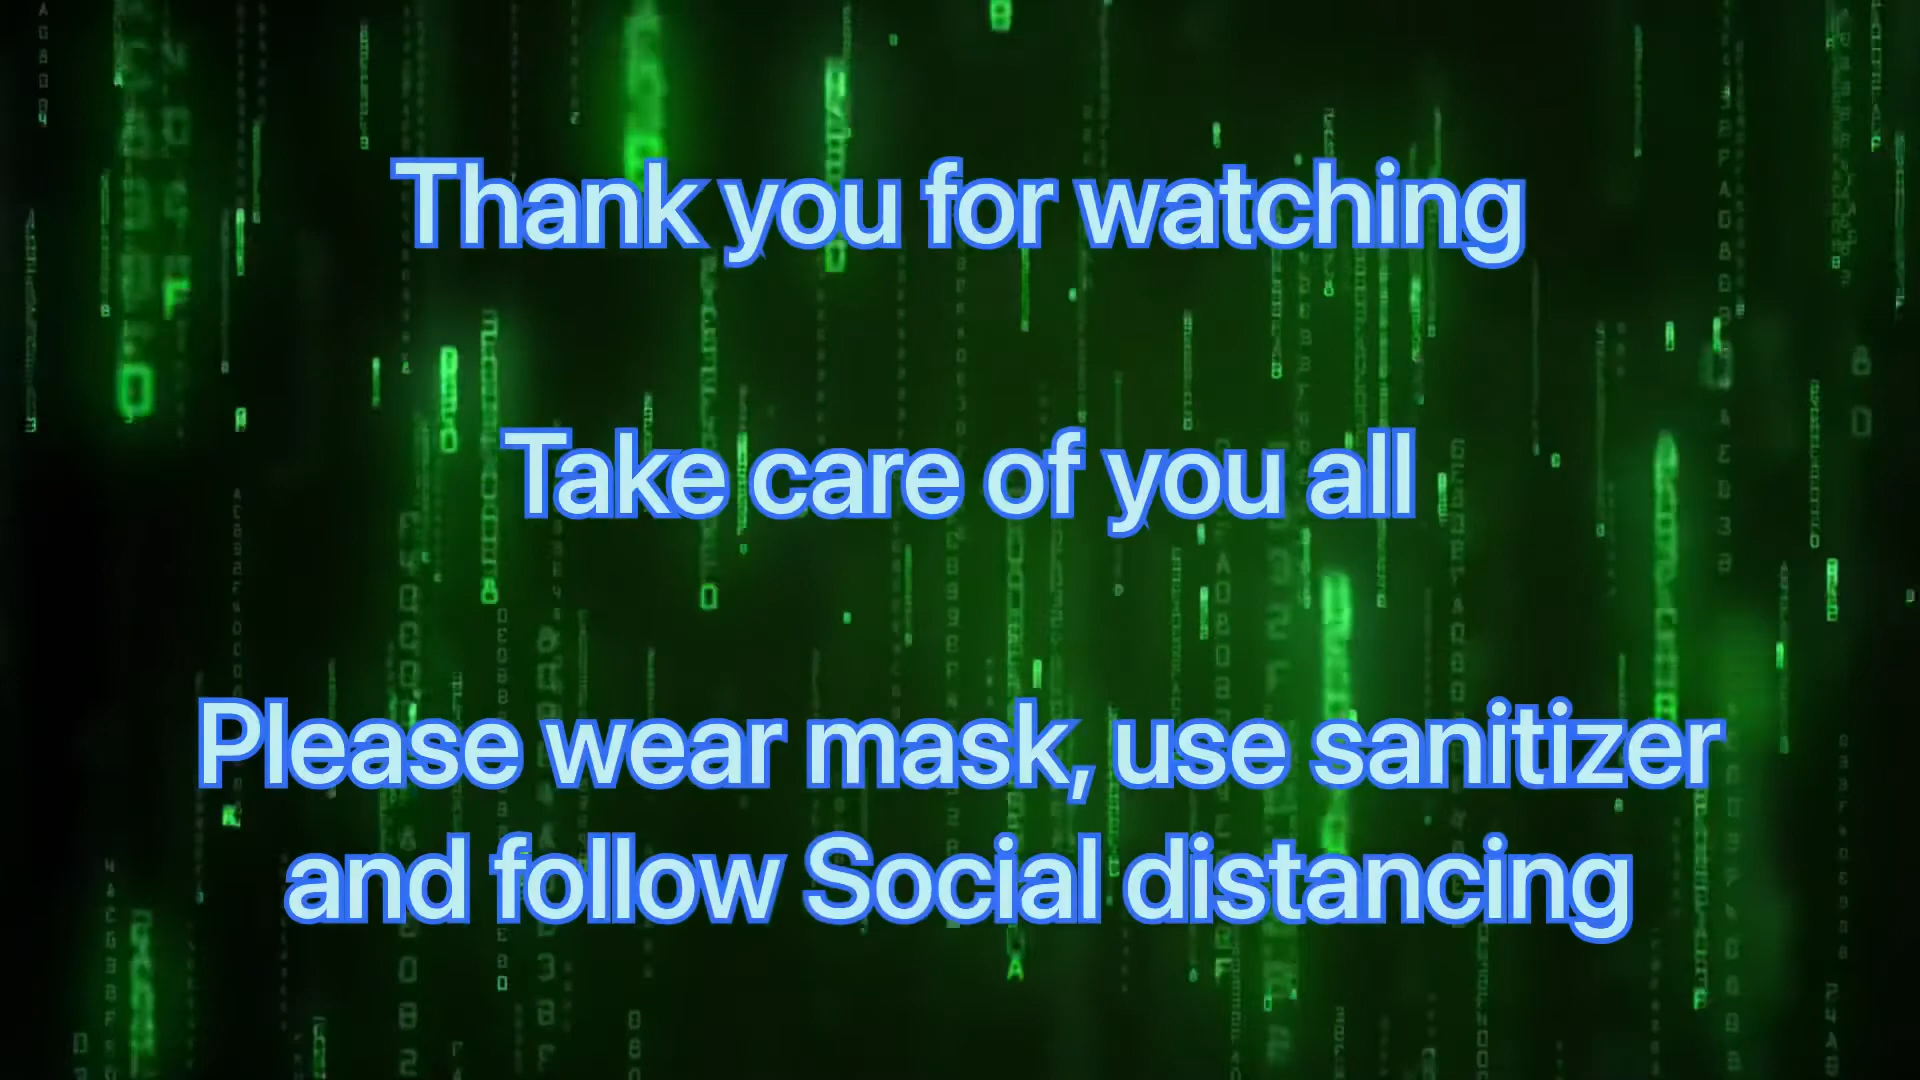 Thank you for watching
Take care of you all
Please wear mask, use sanitizer
and follow Social distancing